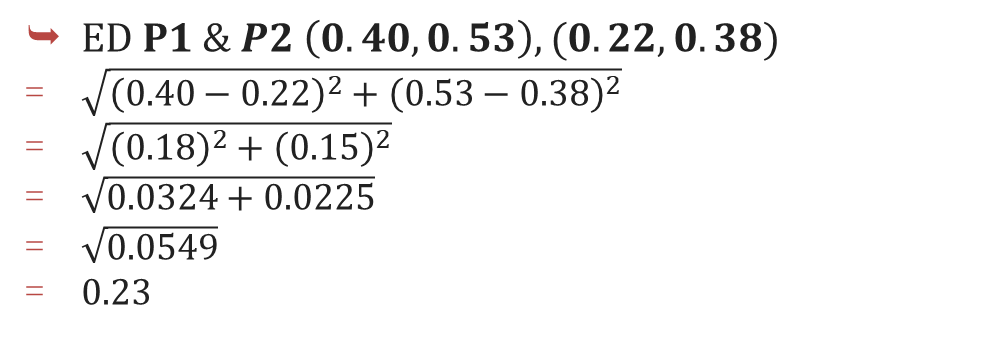 ED P1 & P2 (0.40, 0.53), (0.22, 0.38)
= √(0.40 − 0.22)² + (0.53 − 0.38)²
= √(0.18)² + (0.15)²
= √0.0324 + 0.0225
= √0.0549
= 0.23